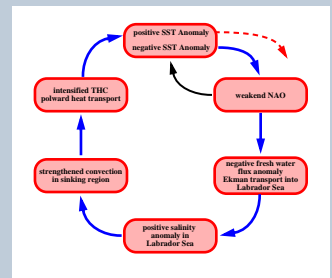 positive SST Anomaly
negative SST Anomaly
weakend NAO
negative fresh water
flux anomaly
Ekman transport into
Labrador Sea
positive salinity
anomaly in
Labrador Sea
strengthened convection
in sinking region
intensified THC
polward heat transport